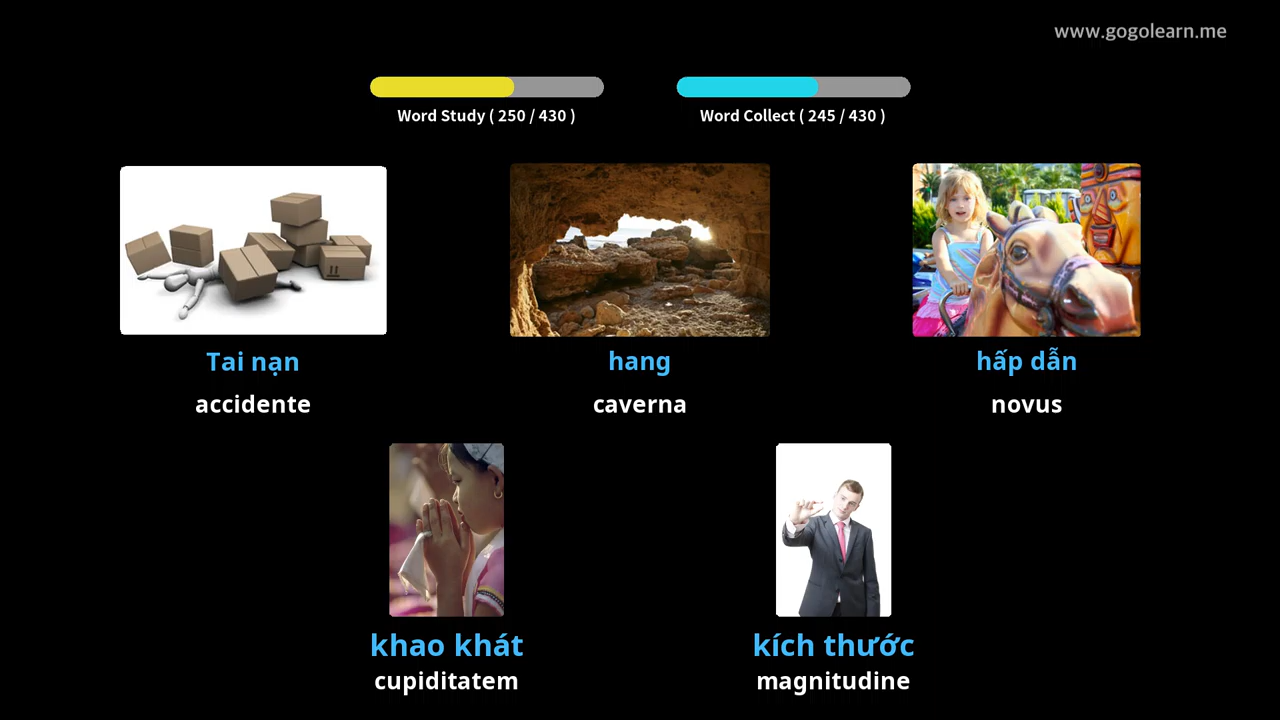 www.gogolearn.me
Word Study ( 250 / 430 )
Word Collect ( 245 / 430 )
Tai nạn
accidente
hang
caverna
hấp dẫn
novus
khao khát
cupiditatem
kích thước
magnitudine